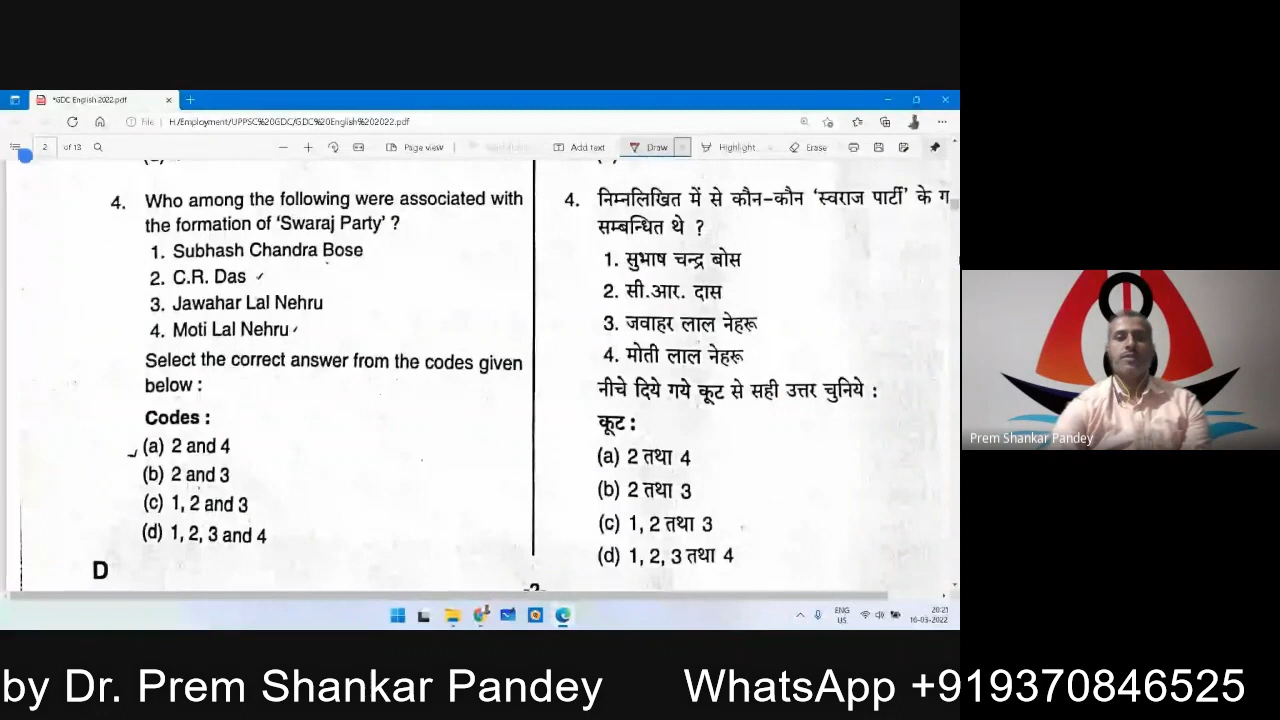 *GDC English 2022.pdf
File
H:/Employment/UPPSC%20GDC/GDC%20English%202022.pdf
2 of 13
Page view
Add text
Draw
Highlight
Erase
4. Who among the following were associated with
the formation of ‘Swaraj Party’ ?
1. Subhash Chandra Bose
2. C.R. Das
3. Jawahar Lal Nehru
4. Moti Lal Nehru
Select the correct answer from the codes given
below :
Codes :
(a) 2 and 4
(b) 2 and 3
(c) 1, 2 and 3
(d) 1, 2, 3 and 4
D
4. निम्नलिखित में से कौन-कौन ‘स्वराज पार्टी’ के ग
सम्बन्धित थे ?
1. सुभाष चन्द्र बोस
2. सी.आर. दास
3. जवाहर लाल नेहरू
4. मोती लाल नेहरू
नीचे दिये गये कूट से सही उत्तर चुनिये :
कूट :
(a) 2 तथा 4
(b) 2 तथा 3
(c) 1, 2 तथा 3
(d) 1, 2, 3 तथा 4
Prem Shankar Pandey
ENG
US
20:21
16-03-2022
by Dr. Prem Shankar Pandey WhatsApp +919370846525